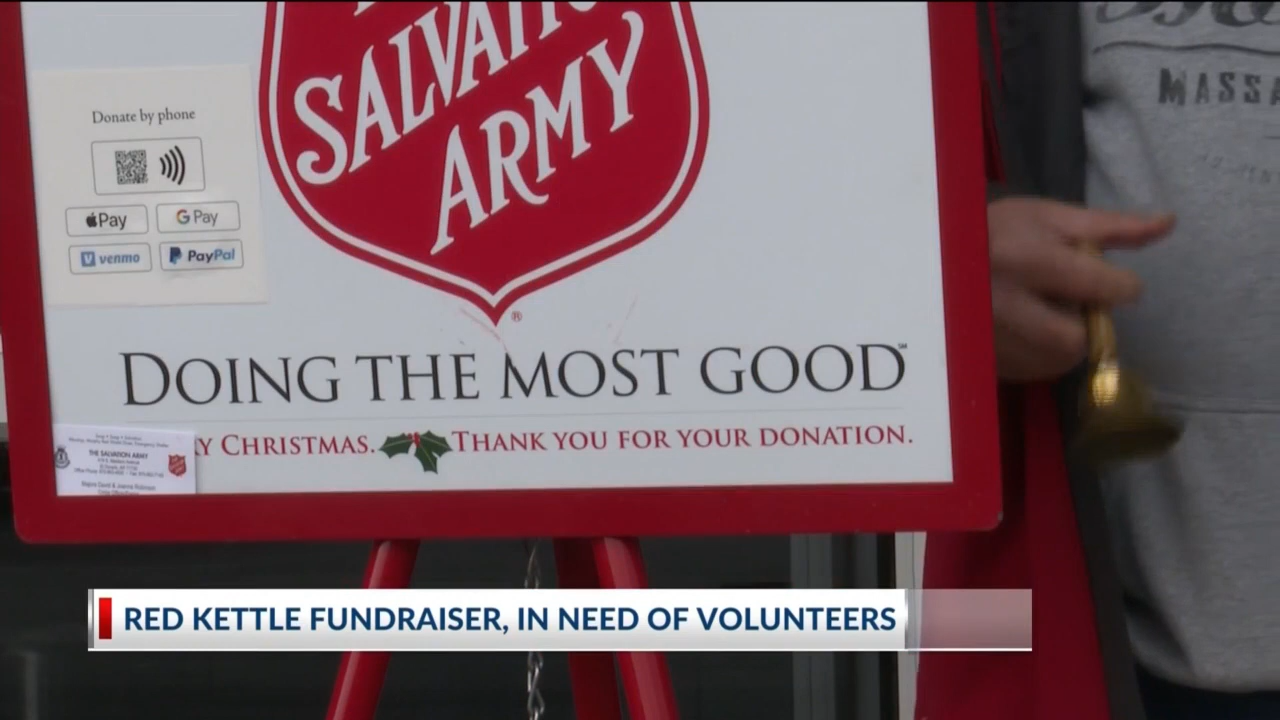 SALVATI
ARMY
®
Donate by phone
Pay
G Pay
venmo
PayPal
DOING THE MOST GOOD
Y CHRISTMAS. THANK YOU FOR YOUR DONATION.
THE SALVATION ARMY
MASSA
RED KETTLE FUNDRAISER, IN NEED OF VOLUNTEERS